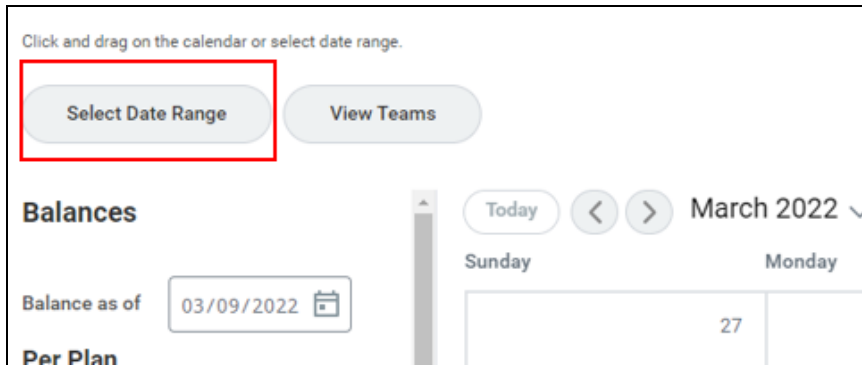 Click and drag on the calendar or select date range.
Select Date Range
View Teams
Balances
Today
March 2022
Sunday
Monday
Balance as of
03/09/2022
27
Per Plan